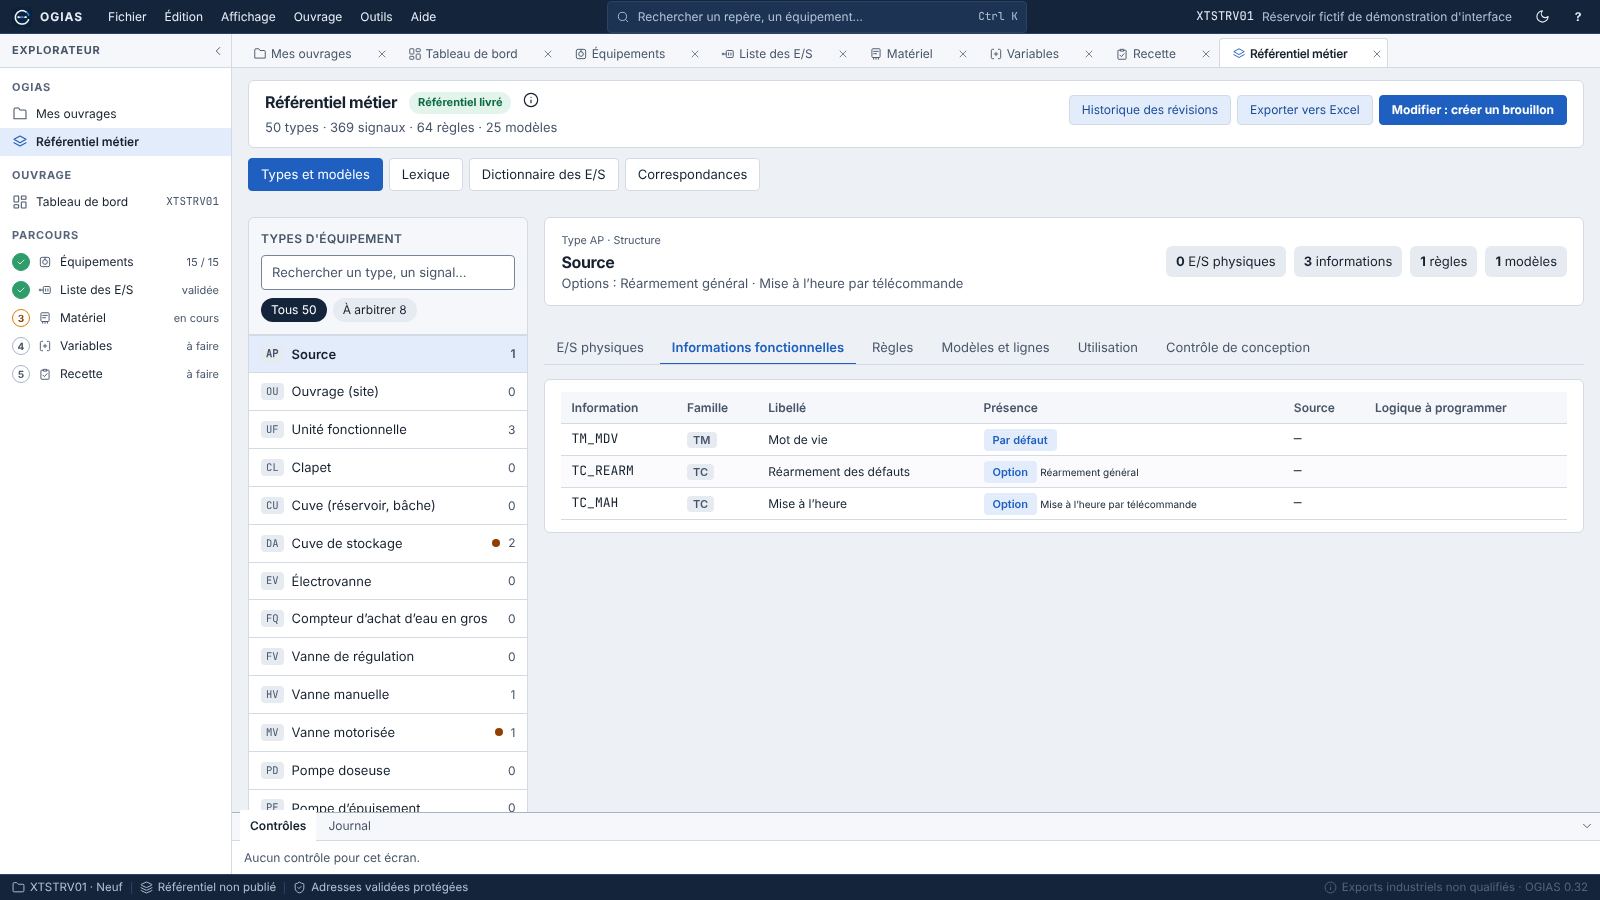 OGIAS Fichier Édition Affichage Ouvrage Outils Aide Rechercher un repère, un équipement... Ctrl K XTSTRV01 Réservoir fictif de démonstration d'interface ?
EXPLORATEUR
Mes ouvrages Tableau de bord Équipements Liste des E/S Matériel Variables Recette Référentiel métier
OGIAS
Mes ouvrages
Référentiel métier
OUVRAGE
Tableau de bord XTSTRV01
PARCOURS
Équipements 15 / 15
Liste des E/S validée
3 Matériel en cours
4 Variables à faire
5 Recette à faire
Référentiel métier Référentiel livré
50 types · 369 signaux · 64 règles · 25 modèles
Historique des révisions Exporter vers Excel Modifier : créer un brouillon
Types et modèles Lexique Dictionnaire des E/S Correspondances
TYPES D'ÉQUIPEMENT
Rechercher un type, un signal...
Tous 50 À arbitrer 8
AP Source 1
OU Ouvrage (site) 0
UF Unité fonctionnelle 3
CL Clapet 0
CU Cuve (réservoir, bâche) 0
DA Cuve de stockage 2
EV Électrovanne 0
FQ Compteur d’achat d’eau en gros 0
FV Vanne de régulation 0
HV Vanne manuelle 1
MV Vanne motorisée 1
PD Pompe doseuse 0
PE Pompe d’épuisement 0
Type AP · Structure
Source
Options : Réarmement général · Mise à l’heure par télécommande
0 E/S physiques 3 informations 1 règles 1 modèles
E/S physiques Informations fonctionnelles Règles Modèles et lignes Utilisation Contrôle de conception
Information Famille Libellé Présence Source Logique à programmer
TM_MDV TM Mot de vie Par défaut —
TC_REARM TC Réarmement des défauts Option Réarmement général —
TC_MAH TC Mise à l’heure Option Mise à l’heure par télécommande —
Contrôles Journal
Aucun contrôle pour cet écran.
XTSTRV01 · Neuf Référentiel non publié Adresses validées protégées Exports industriels non qualifiés · OGIAS 0.32